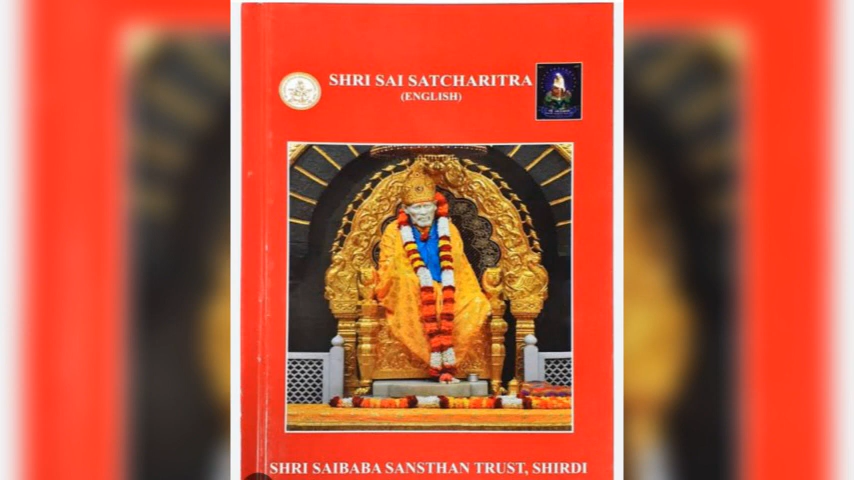 SHRI SAI SATCHARITRA
(ENGLISH)
SHRI SAIBABA SANSTHAN TRUST, SHIRDI